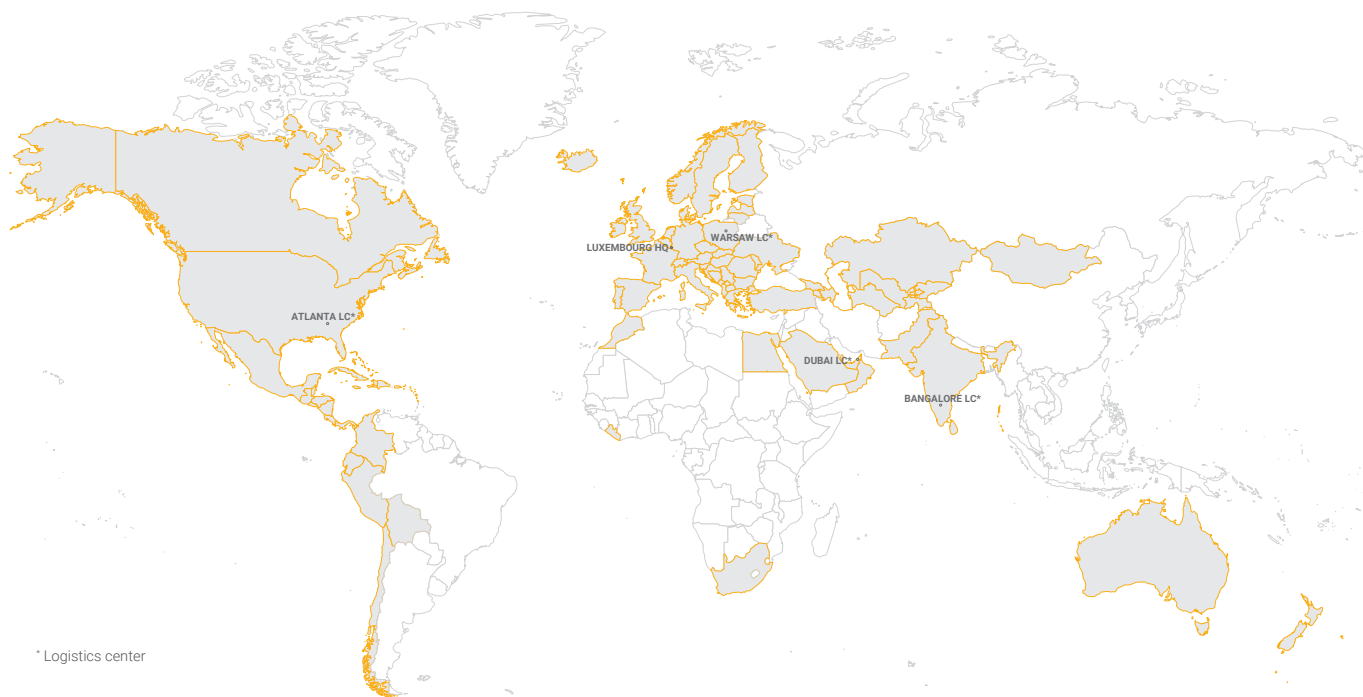 WARSAW LC*
LUXEMBOURG HQ*
ATLANTA LC*
DUBAI LC*
BANGALORE LC*
* Logistics center